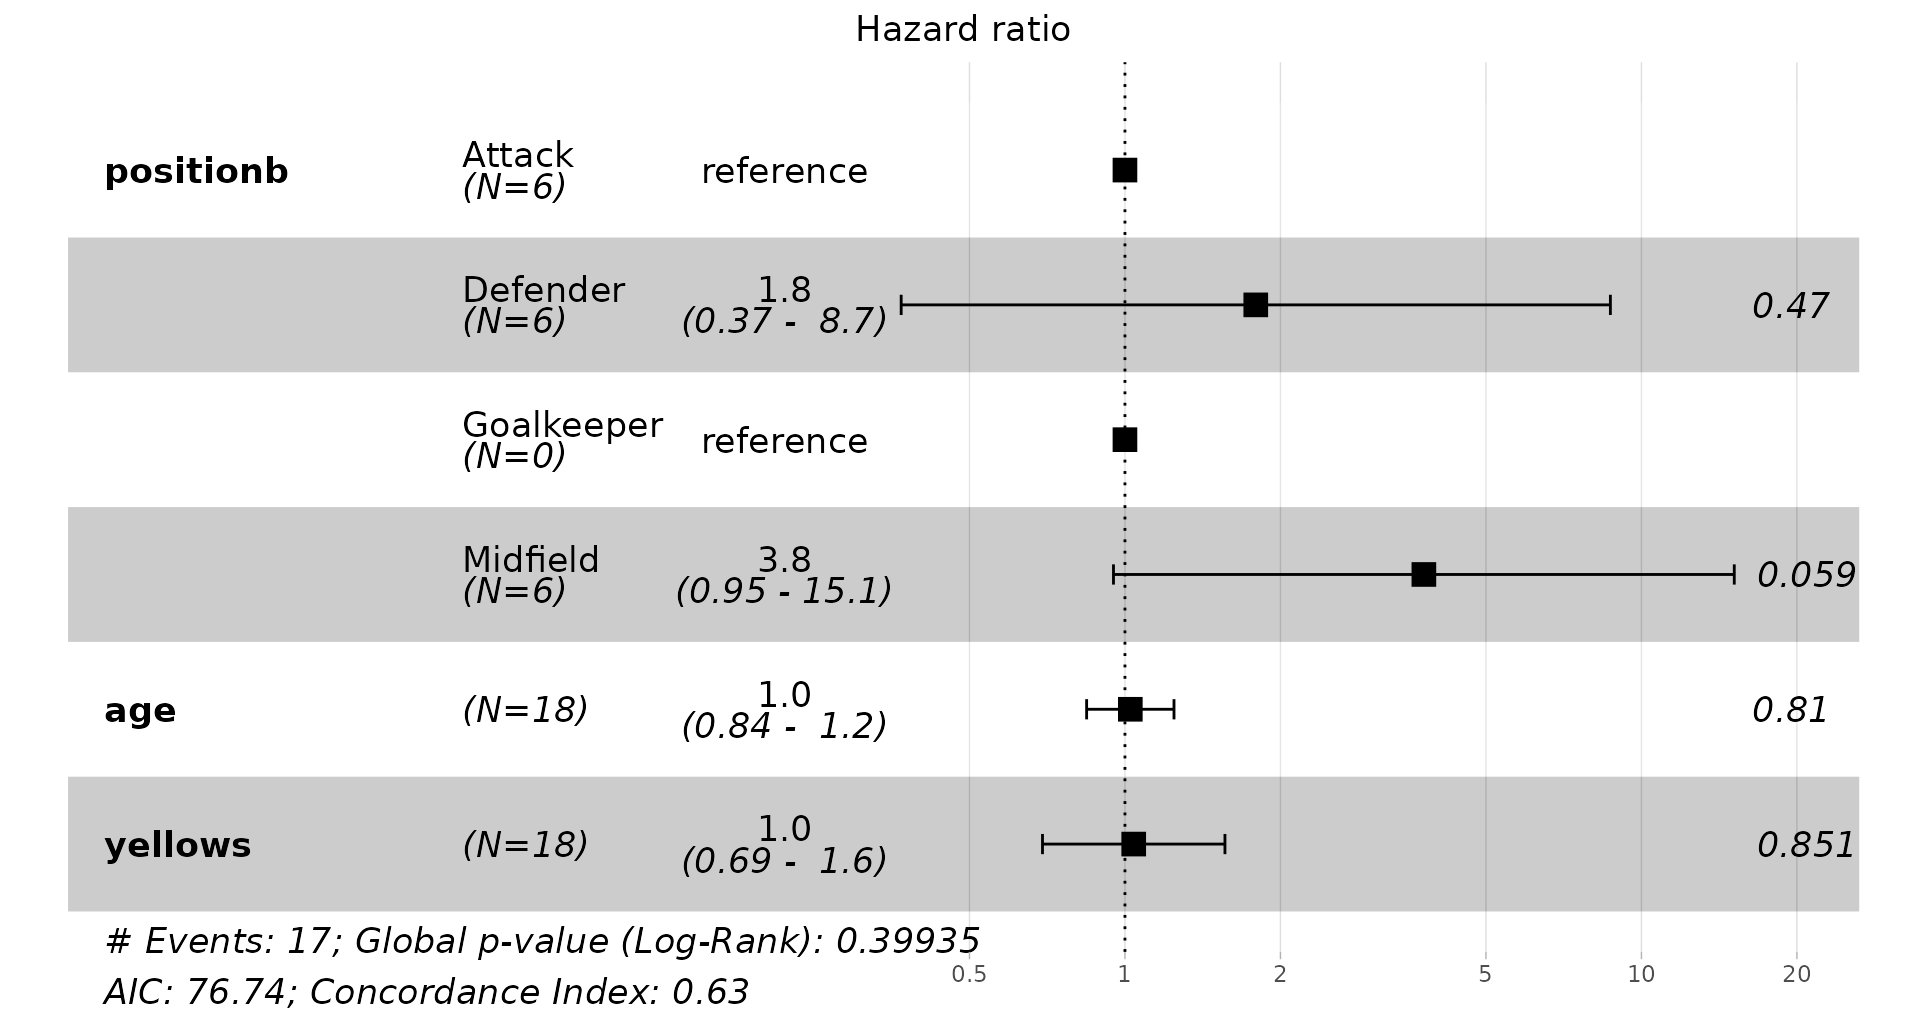 Hazard ratio
positionb
Attack
(N=6)
reference
Defender
(N=6)
1.8
(0.37 -  8.7)
0.47
Goalkeeper
(N=0)
reference
Midfield
(N=6)
3.8
(0.95 - 15.1)
0.059
age
(N=18)
1.0
(0.84 -  1.2)
0.81
yellows
(N=18)
1.0
(0.69 -  1.6)
0.851
# Events: 17; Global p-value (Log-Rank): 0.39935
AIC: 76.74; Concordance Index: 0.63
0.5 1 2 5 10 20